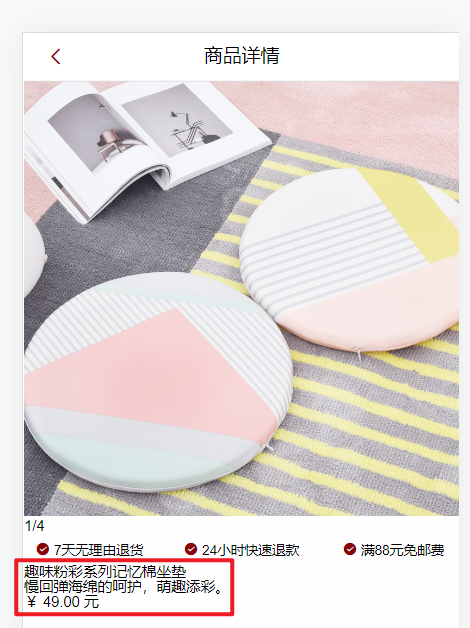 商品详情
1/4
7天无理由退货 24小时快速退款 满88元免邮费
趣味粉彩系列记忆棉坐垫
慢回弹海绵的呵护，萌趣添彩。
¥ 49.00 元